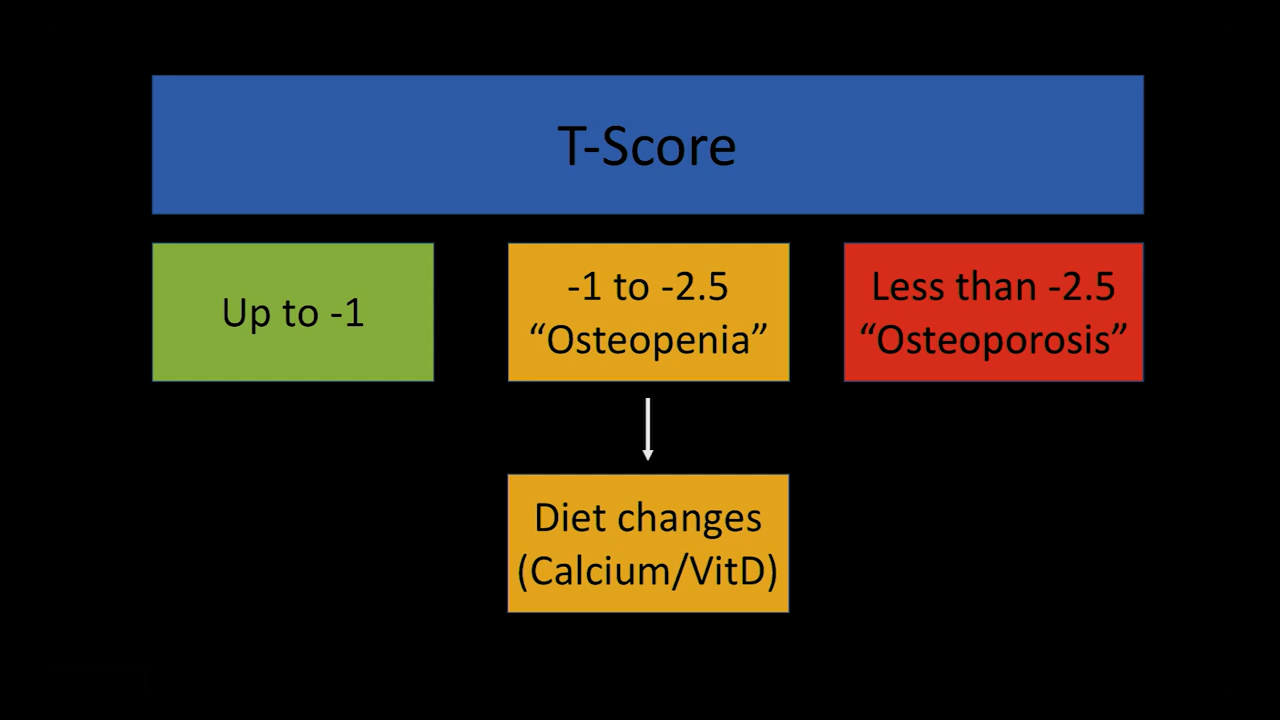 T-Score
Up to -1
-1 to -2.5
“Osteopenia”
Less than -2.5
“Osteoporosis”
Diet changes
(Calcium/VitD)